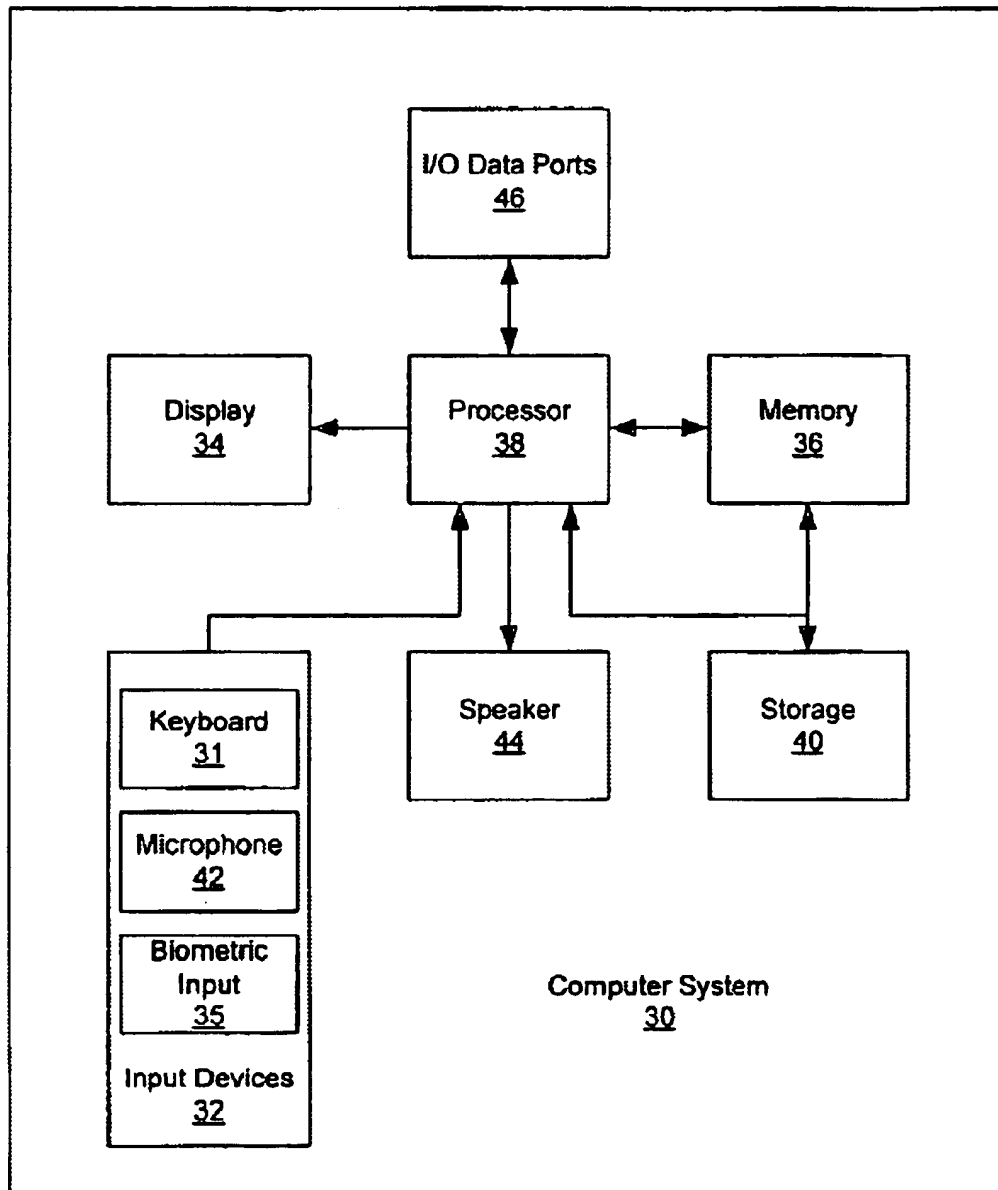 I/O Data Ports
46
Display
34
Processor
38
Memory
36
Keyboard
31
Microphone
42
Biometric
Input
35
Input Devices
32
Speaker
44
Storage
40
Computer System
30